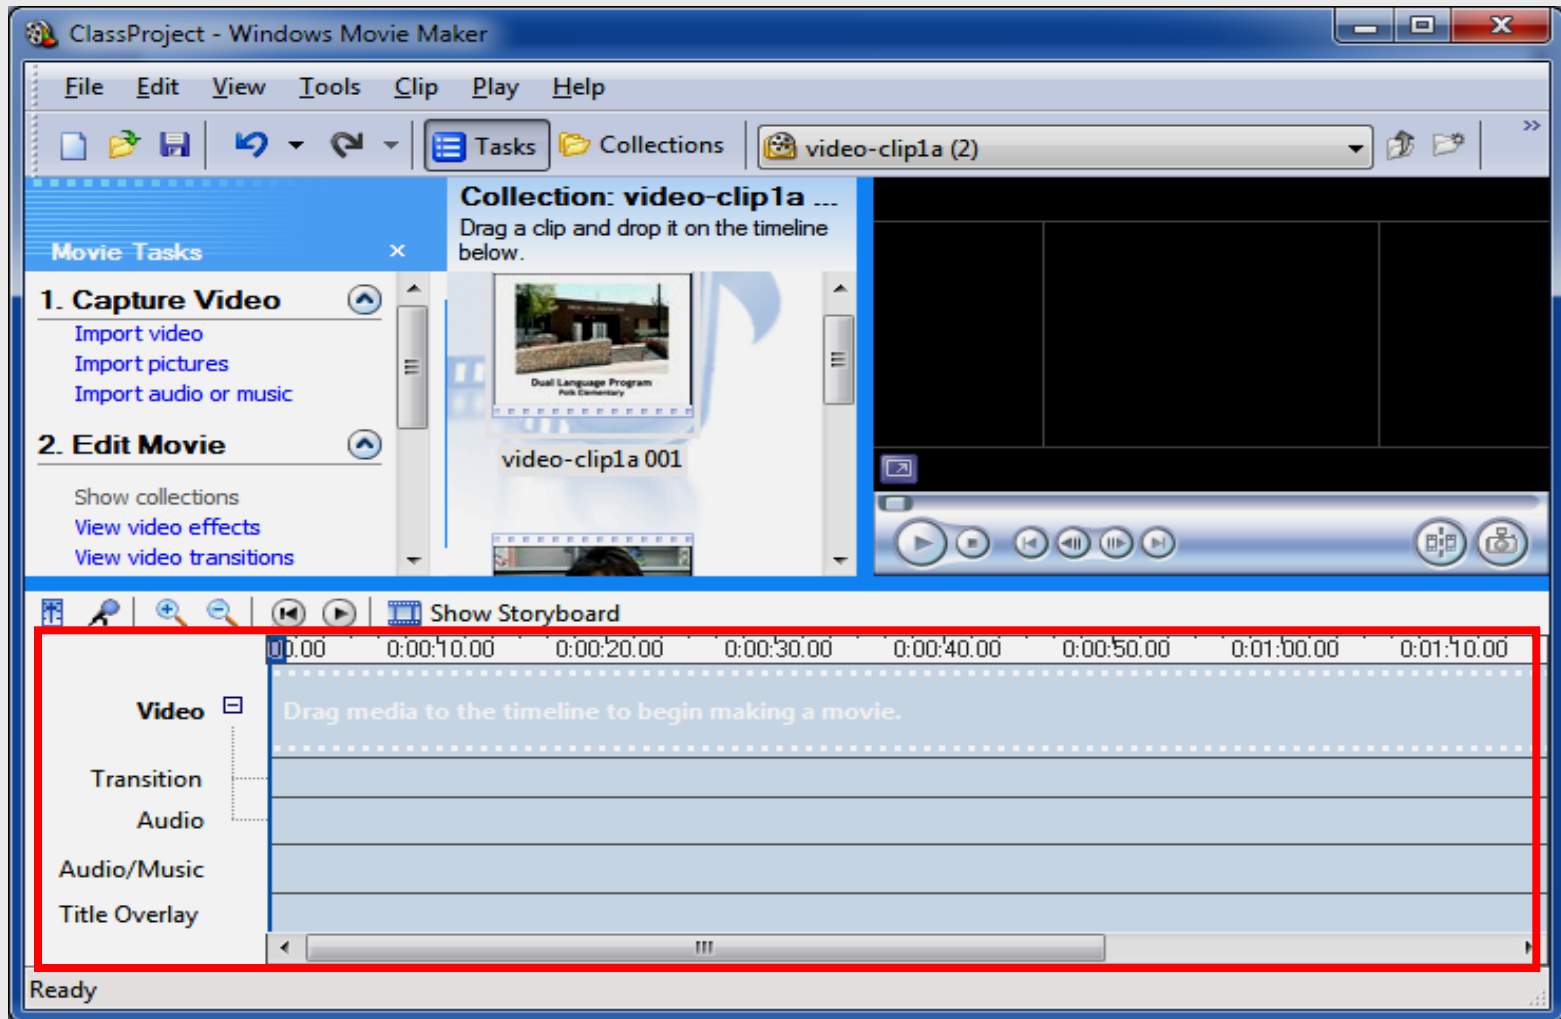 ClassProject - Windows Movie Maker
File Edit View Tools Clip Play Help
Tasks Collections video-clip1a (2)
Movie Tasks
1. Capture Video
Import video
Import pictures
Import audio or music
2. Edit Movie
Show collections
View video effects
View video transitions
Collection: video-clip1a ...
Drag a clip and drop it on the timeline
below.
Dual Language Program
Polk Elementary
video-clip1a 001
Show Storyboard
00.00 0:00:10.00 0:00:20.00 0:00:30.00 0:00:40.00 0:00:50.00 0:01:00.00 0:01:10.00
Video Drag media to the timeline to begin making a movie.
Transition
Audio
Audio/Music
Title Overlay
Ready